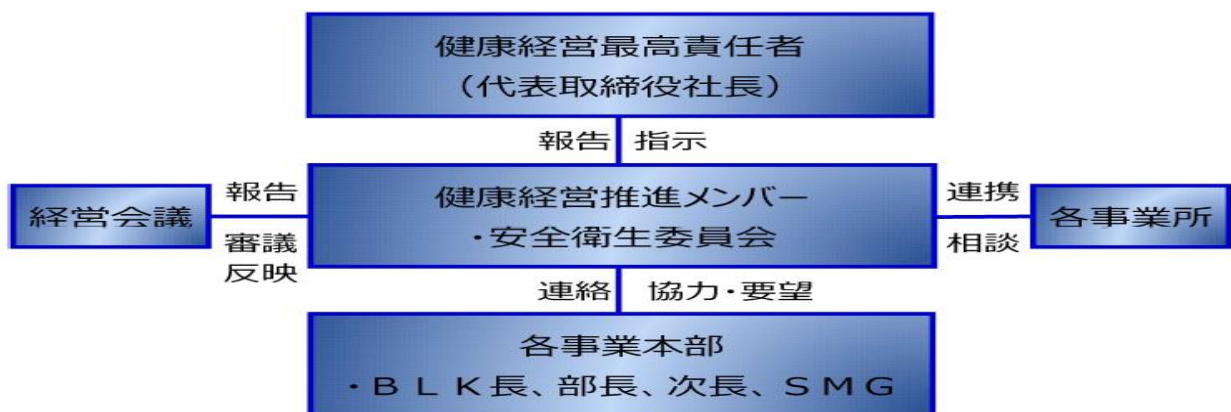 健康経営最高責任者
（代表取締役社長）
報告 指示
経営会議
報告
審議
反映
健康経営推進メンバー
・安全衛生委員会
連携
相談
各事業所
連絡 協力・要望
各事業本部
・ＢＬＫ長、部長、次長、ＳＭＧ